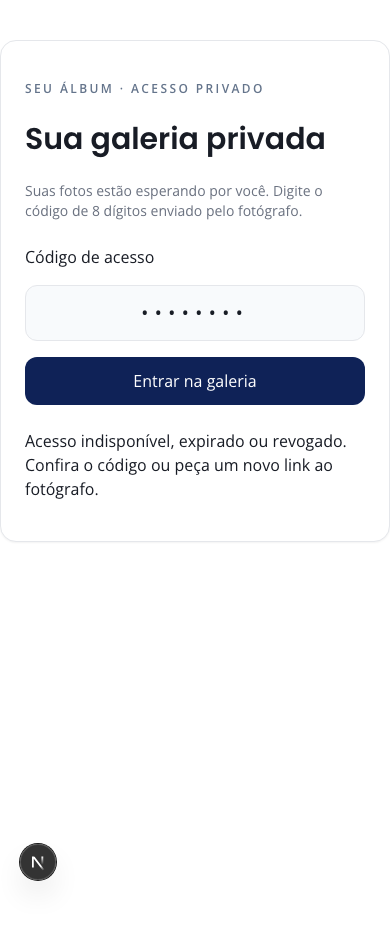 SEU ÁLBUM · ACESSO PRIVADO
Sua galeria privada
Suas fotos estão esperando por você. Digite o
código de 8 dígitos enviado pelo fotógrafo.
Código de acesso
• • • • • • • •
Entrar na galeria
Acesso indisponível, expirado ou revogado.
Confira o código ou peça um novo link ao
fotógrafo.
N